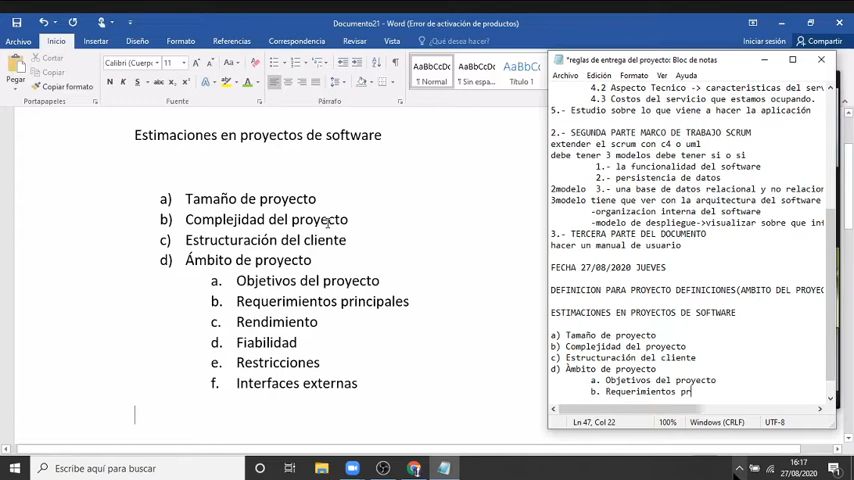 Documento21 - Word (Error de activación de productos)
Archivo Inicio Insertar Diseño Formato Referencias Correspondencia Revisar Vista ¿Qué desea hacer? Iniciar sesión Compartir
Pegar
Cortar
Copiar
Copiar formato
Portapapeles
Calibri (Cuerpo) 11
N K S abc
Fuente
Párrafo
AaBbCcDc AaBbCcDc AaBbCc
¶ Normal ¶ Sin espa... Título 1
Estimaciones en proyectos de software
a) Tamaño de proyecto
b) Complejidad del proyecto
c) Estructuración del cliente
d) Ámbito de proyecto
a. Objetivos del proyecto
b. Requerimientos principales
c. Rendimiento
d. Fiabilidad
e. Restricciones
f. Interfaces externas
*reglas de entrega del proyecto: Bloc de notas
Archivo Edición Formato Ver Ayuda
4.2 Aspecto Tecnico -> caracteristicas del serv
4.3 Costos del servicio que estamos ocupando.
5.- Estudio sobre lo que viene a hacer la aplicación
2.- SEGUNDA PARTE MARCO DE TRABAJO SCRUM
extender el scrum con c4 o uml
debe tener 3 modelos debe tener si o si
1.- la funcionalidad del software
2.- persistencia de datos
2modelo 3.- una base de datos relacional y no relacion
3modelo tiene que ver con la arquitectura del software
-organizacion interna del software
-modelo de despliegue->visualizar sobre que in
3.- TERCERA PARTE DEL DOCUMENTO
hacer un manual de usuario
FECHA 27/08/2020 JUEVES
DEFINICION PARA PROYECTO DEFINICIONES(AMBITO DEL PROYEC
ESTIMACIONES EN PROYECTOS DE SOFTWARE
a) Tamaño de proyecto
b) Complejidad del proyecto
c) Estructuración del cliente
d) Àmbito de proyecto
a. Objetivos del proyecto
b. Requerimientos pr
Ln 47, Col 22 100% Windows (CRLF) UTF-8
Escribe aquí para buscar
16:17
27/08/2020